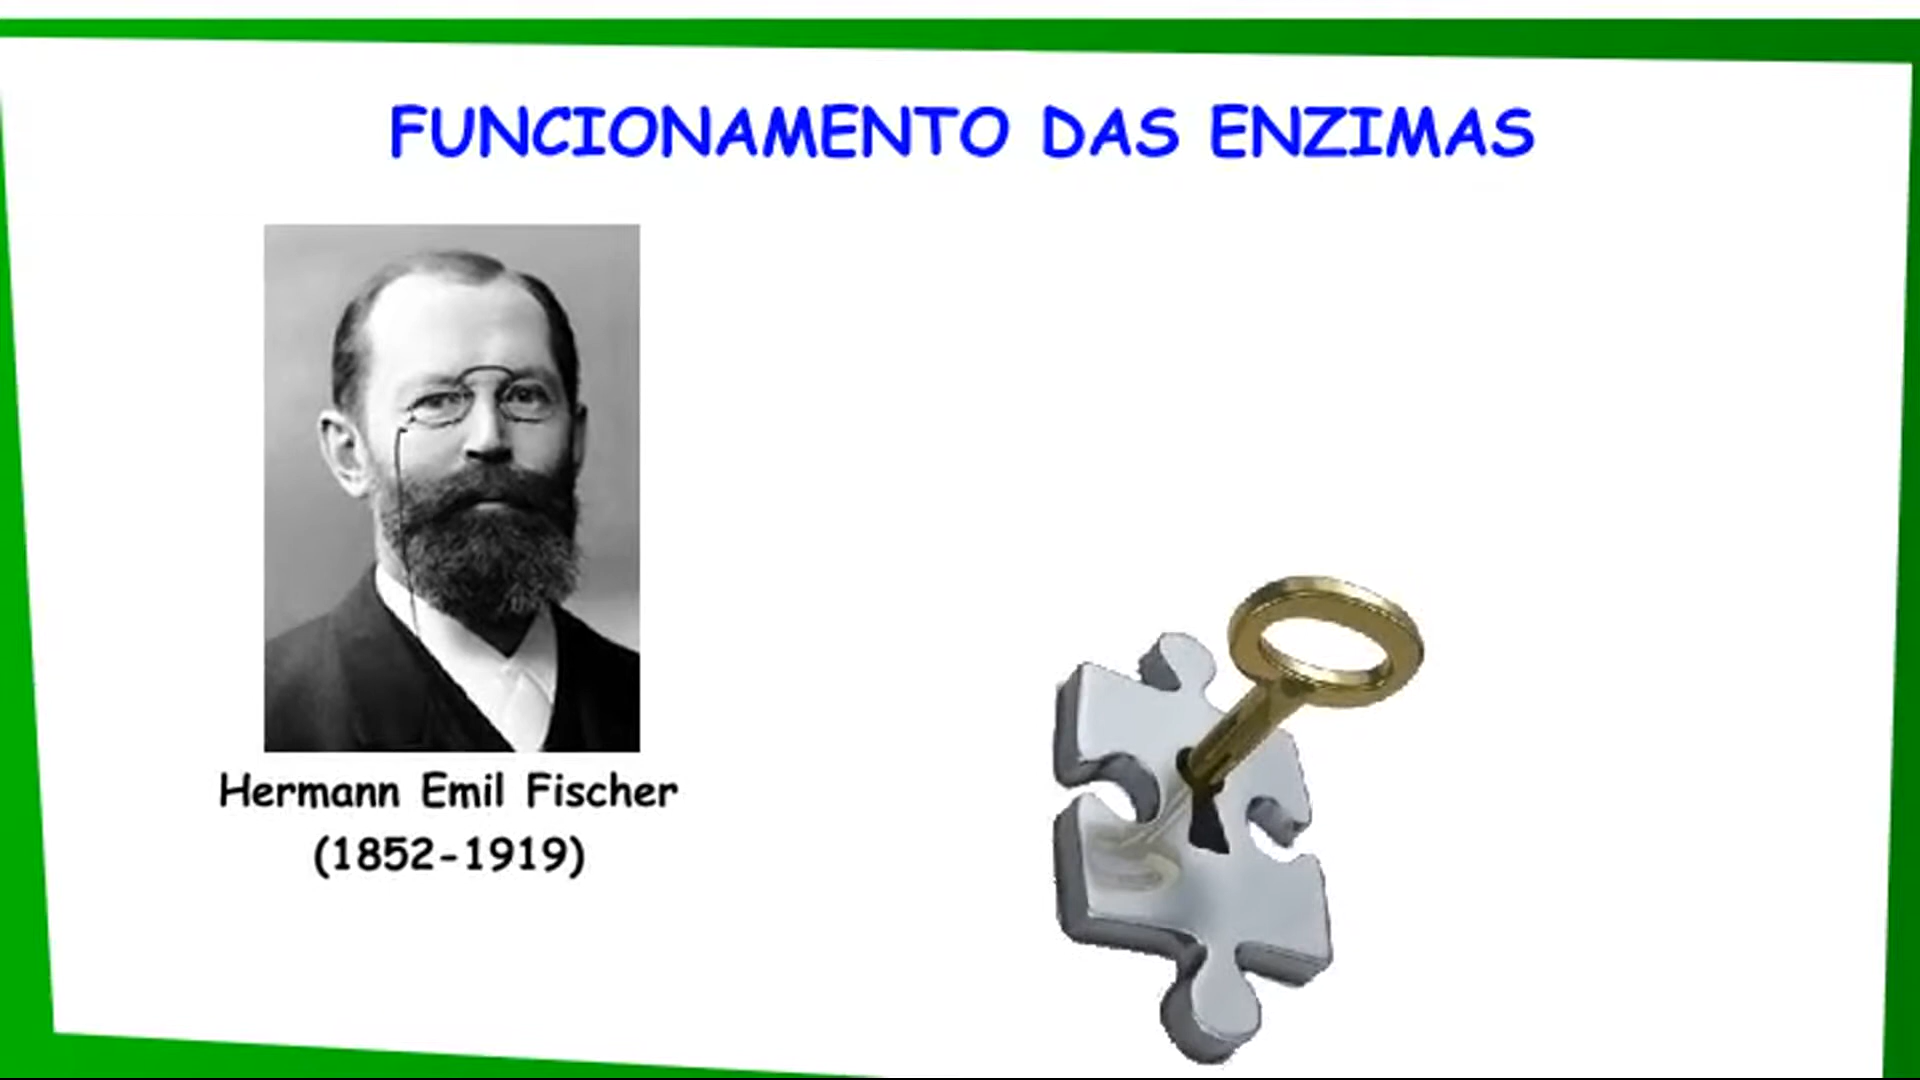 FUNCIONAMENTO DAS ENZIMAS
Hermann Emil Fischer
(1852-1919)